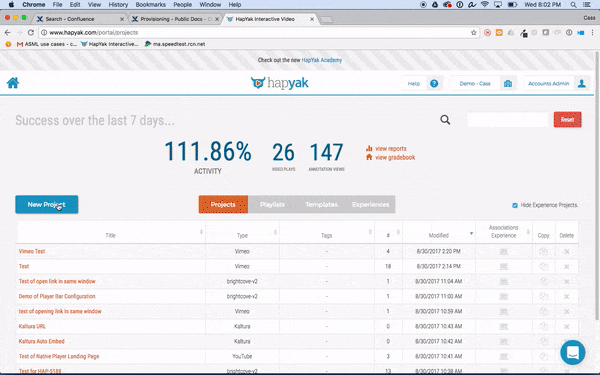 Chrome File Edit View History Bookmarks People Window Help Wed 8:02 PM
Search - Confluence Provisioning - Public Docs - C HapYak Interactive Video Cass
www.hapyak.com/portal/projects
ASML use cases - c... HapYak Interactive... ma.speedtest.rcn.net
Check out the new HapYak Academy
hapyak Help Demo - Cass Accounts Admin
Success over the last 7 days... Reset
111.86% 26 147 view reports
view gradebook
ACTIVITY VIDEO PLAYS ANNOTATION VIEWS
New Project Projects Playlists Templates Experiences Hide Experience Projects.
Title Type Tags # Modified Associations Experience Copy Delete
Vimeo Test Vimeo - 4 8/30/2017 2:20 PM
Test Vimeo - 18 8/30/2017 2:14 PM
Test of open link in same window brightcove-v2 - 1 8/30/2017 11:00 AM
Demo of Player Bar Configuration brightcove-v2 - 1 8/30/2017 11:00 AM
test of opening link in same window Vimeo - 1 8/30/2017 10:59 AM
Kaltura URL Kaltura - 0 8/30/2017 10:43 AM
Kaltura Auto Embed Kaltura - 0 8/30/2017 10:42 AM
Test of Native Player Landing Page YouTube - 3 8/30/2017 10:41 AM
Test for HAP-5188 brightcove-v2 - 13 8/30/2017 10:38 AM